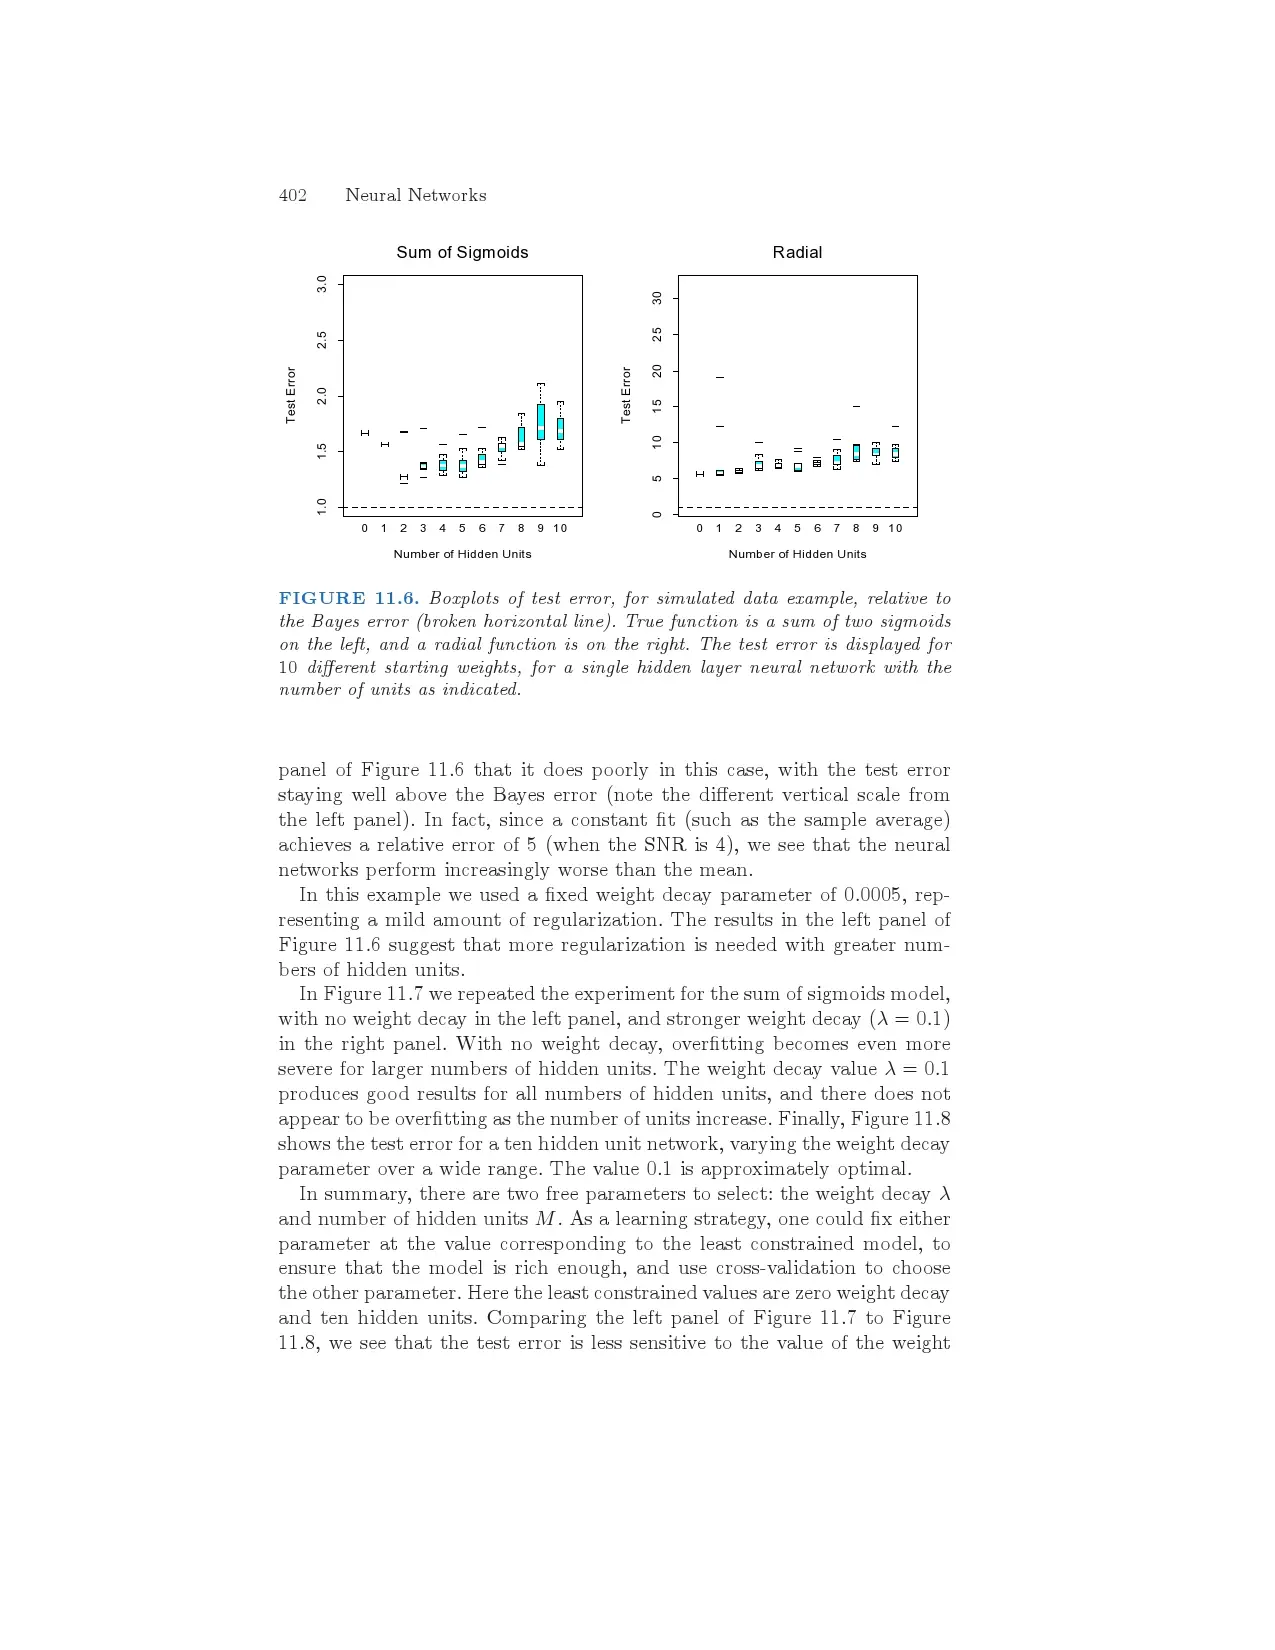 402 Neural Networks
Sum of Sigmoids
Radial
Test Error
3.0
2.5
2.0
1.5
1.0
0 1 2 3 4 5 6 7 8 9 10
Number of Hidden Units
Test Error
30
25
20
15
10
5
0
0 1 2 3 4 5 6 7 8 9 10
Number of Hidden Units
FIGURE 11.6. Boxplots of test error, for simulated data example, relative to
the Bayes error (broken horizontal line). True function is a sum of two sigmoids
on the left, and a radial function is on the right. The test error is displayed for
10 different starting weights, for a single hidden layer neural network with the
number of units as indicated.
panel of Figure 11.6 that it does poorly in this case, with the test error
staying well above the Bayes error (note the different vertical scale from
the left panel). In fact, since a constant fit (such as the sample average)
achieves a relative error of 5 (when the SNR is 4), we see that the neural
networks perform increasingly worse than the mean.
In this example we used a fixed weight decay parameter of 0.0005, rep-
resenting a mild amount of regularization. The results in the left panel of
Figure 11.6 suggest that more regularization is needed with greater num-
bers of hidden units.
In Figure 11.7 we repeated the experiment for the sum of sigmoids model,
with no weight decay in the left panel, and stronger weight decay (λ = 0.1)
in the right panel. With no weight decay, overfitting becomes even more
severe for larger numbers of hidden units. The weight decay value λ = 0.1
produces good results for all numbers of hidden units, and there does not
appear to be overfitting as the number of units increase. Finally, Figure 11.8
shows the test error for a ten hidden unit network, varying the weight decay
parameter over a wide range. The value 0.1 is approximately optimal.
In summary, there are two free parameters to select: the weight decay λ
and number of hidden units M. As a learning strategy, one could fix either
parameter at the value corresponding to the least constrained model, to
ensure that the model is rich enough, and use cross-validation to choose
the other parameter. Here the least constrained values are zero weight decay
and ten hidden units. Comparing the left panel of Figure 11.7 to Figure
11.8, we see that the test error is less sensitive to the value of the weight